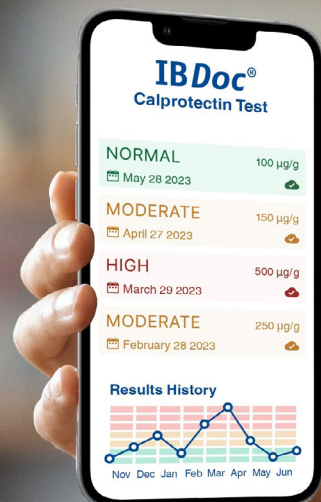 IBDoc®
Calprotectin Test
NORMAL 100 µg/g
May 28 2023
MODERATE 150 µg/g
April 27 2023
HIGH 500 µg/g
March 29 2023
MODERATE 250 µg/g
February 28 2023
Results History
Nov Dec Jan Feb Mar Apr May Jun